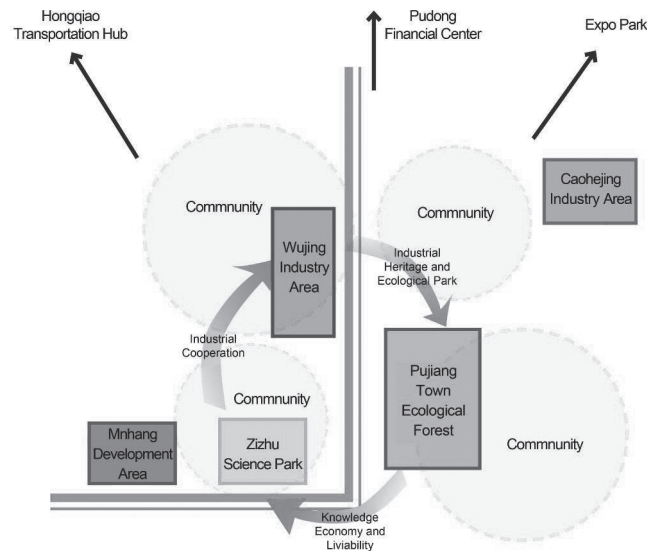 Hongqiao
Transportation Hub
Pudong
Financial Center
Expo Park
Commnunity
Wujing
Industry
Area
Commnunity
Caohejing
Industry Area
Industrial
Heritage and
Ecological Park
Industrial
Cooperation
Pujiang
Town
Ecological
Forest
Commnunity
Commnunity
Mnhang
Development
Area
Zizhu
Science Park
Knowledge
Economy and
Liviability